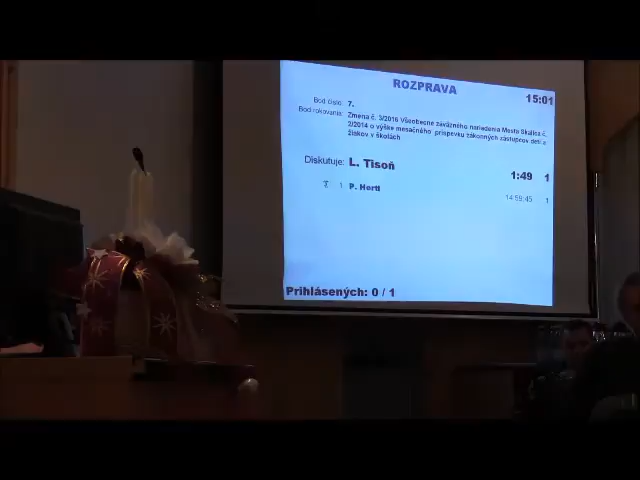 ROZPRAVA
15:01
Bod číslo: 7.
Bod rokovania: Zmena č. 3/2016 Všeobecne záväzného nariadenia Mesta Skalica č.
2/2014 o výške mesačného príspevku zákonných zástupcov detí a
žiakov v školách
Diskutuje: L. Tisoň 1:49 1
7. 1 P. Hertl 14:59:45 1
Prihlásených: 0 / 1